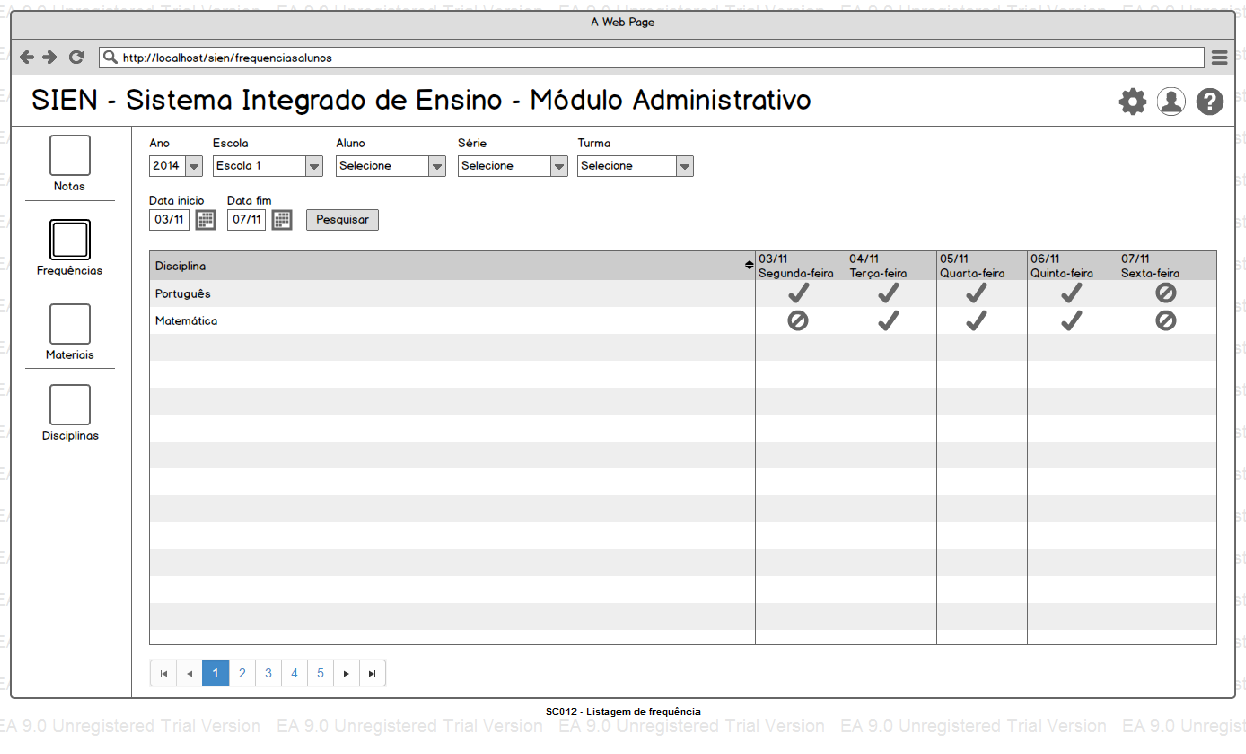 EA 9.0 Unregistered Trial Version EA 9.0 Unregistered Trial Version EA 9.0 Unregistered Trial Version EA 9.0 Unregistered Trial Version EA 9.0 Unregist
A Web Page
http://localhost/sien/frequenciasalunos
SIEN - Sistema Integrado de Ensino - Módulo Administrativo
Ano Escola Aluno Série Turma
2014 Escola 1 Selecione Selecione Selecione
Data início Data fim
03/11 07/11 Pesquisar
Notas
Frequências
Materiais
Disciplinas
Disciplina 03/11 04/11 05/11 06/11 07/11
Segunda-feira Terça-feira Quarta-feira Quinta-feira Sexta-feira
Português
Matemática
1 2 3 4 5
SC012 - Listagem de frequência
EA 9.0 Unregistered Trial Version EA 9.0 Unregistered Trial Version EA 9.0 Unregistered Trial Version EA 9.0 Unregistered Trial Version EA 9.0 Unregist